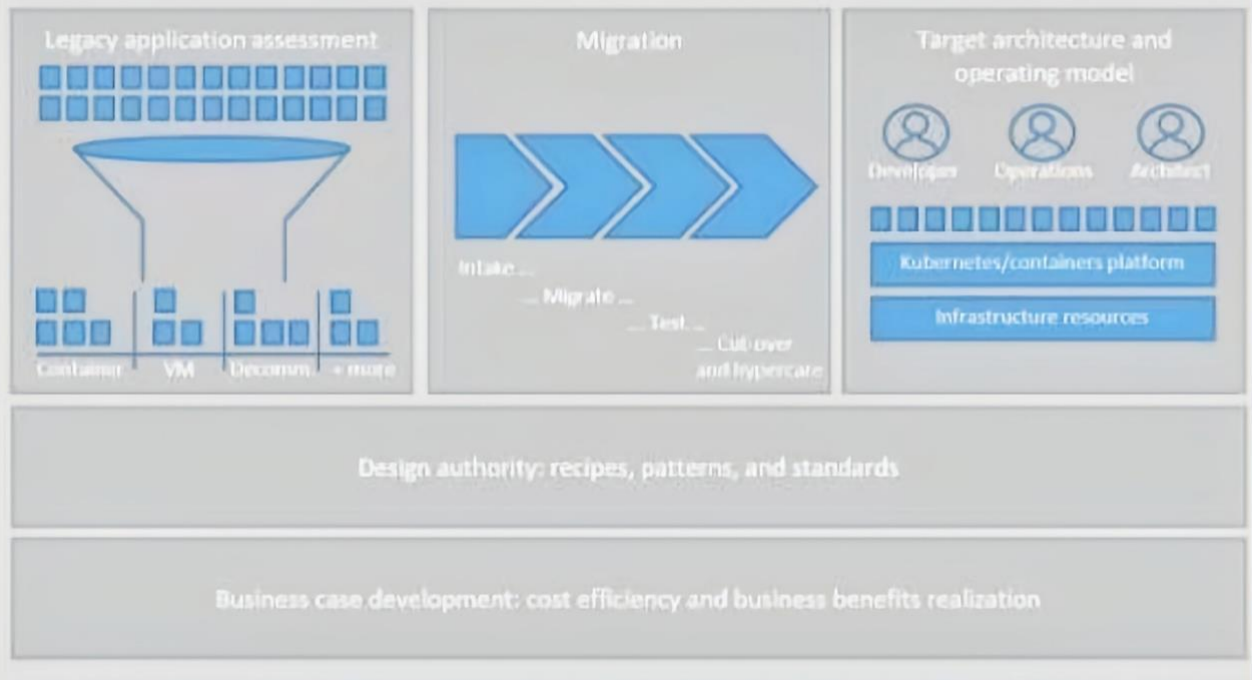 Legacy application assessment
Container
VM
Decomm.
+ more
Migration
Intake ...
... Migrate ...
... Test ...
... Cut-over
and hypercare
Target architecture and
operating model
Developer
Operations
Architect
Kubernetes/containers platform
Infrastructure resources
Design authority: recipes, patterns, and standards
Business case development: cost efficiency and business benefits realization